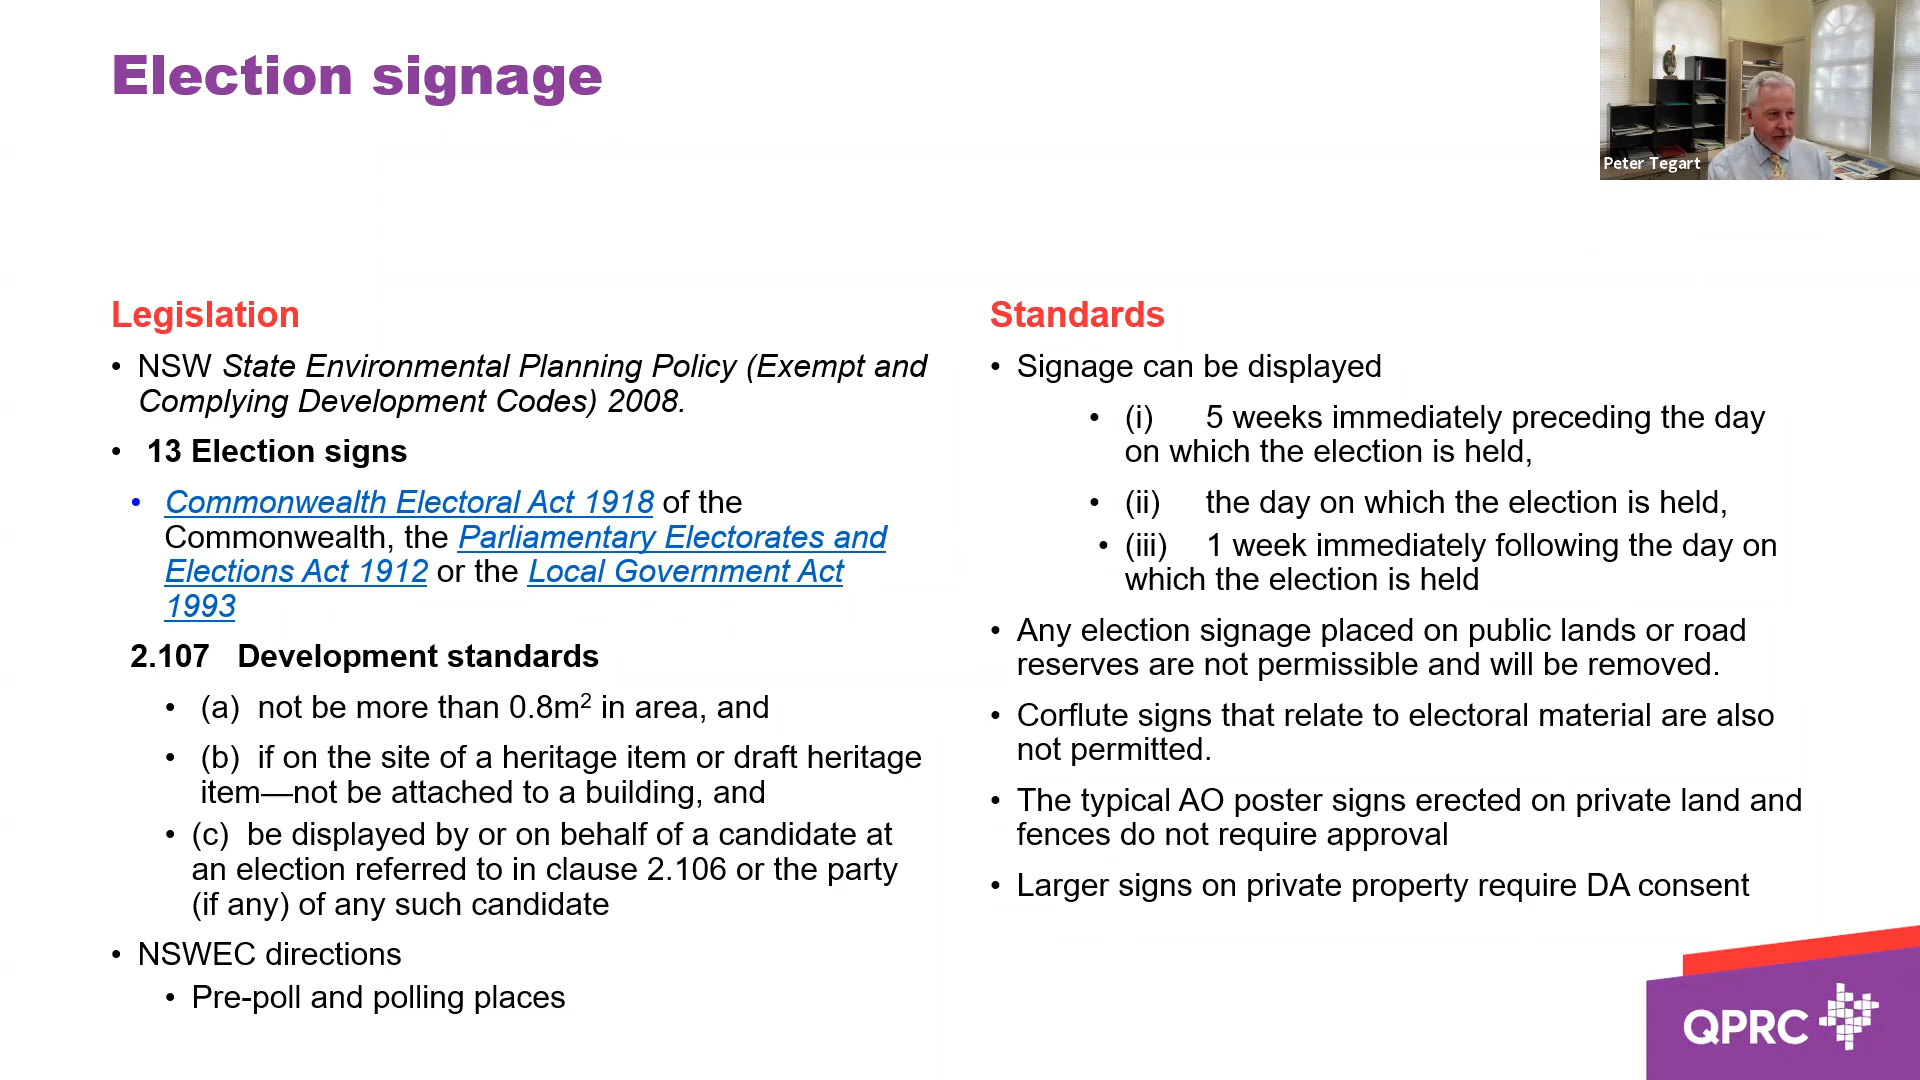 Election signage
Peter Tegart
Legislation
• NSW State Environmental Planning Policy (Exempt and
Complying Development Codes) 2008.
• 13 Election signs
• Commonwealth Electoral Act 1918 of the
Commonwealth, the Parliamentary Electorates and
Elections Act 1912 or the Local Government Act
1993
2.107 Development standards
• (a) not be more than 0.8m² in area, and
• (b) if on the site of a heritage item or draft heritage
item—not be attached to a building, and
• (c) be displayed by or on behalf of a candidate at
an election referred to in clause 2.106 or the party
(if any) of any such candidate
• NSWEC directions
• Pre-poll and polling places
Standards
• Signage can be displayed
• (i) 5 weeks immediately preceding the day
on which the election is held,
• (ii) the day on which the election is held,
• (iii) 1 week immediately following the day on
which the election is held
• Any election signage placed on public lands or road
reserves are not permissible and will be removed.
• Corflute signs that relate to electoral material are also
not permitted.
• The typical AO poster signs erected on private land and
fences do not require approval
• Larger signs on private property require DA consent
QPRC